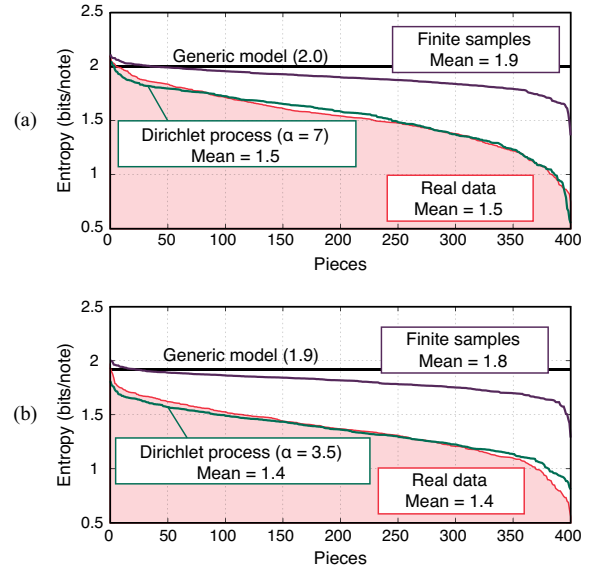 (a)
Entropy (bits/note)
2.5
2
1.5
1
0.5
Generic model (2.0)
Finite samples
Mean = 1.9
Dirichlet process (α = 7)
Mean = 1.5
Real data
Mean = 1.5
0 50 100 150 200 250 300 350 400
Pieces
(b)
Entropy (bits/note)
2.5
2
1.5
1
0.5
Generic model (1.9)
Finite samples
Mean = 1.8
Dirichlet process (α = 3.5)
Mean = 1.4
Real data
Mean = 1.4
0 50 100 150 200 250 300 350 400
Pieces